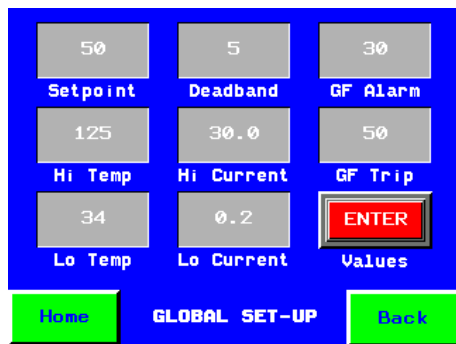 50 5 30
Setpoint Deadband GF Alarm
125 30.0 50
Hi Temp Hi Current GF Trip
34 0.2 ENTER
Lo Temp Lo Current Values
Home GLOBAL SET-UP Back